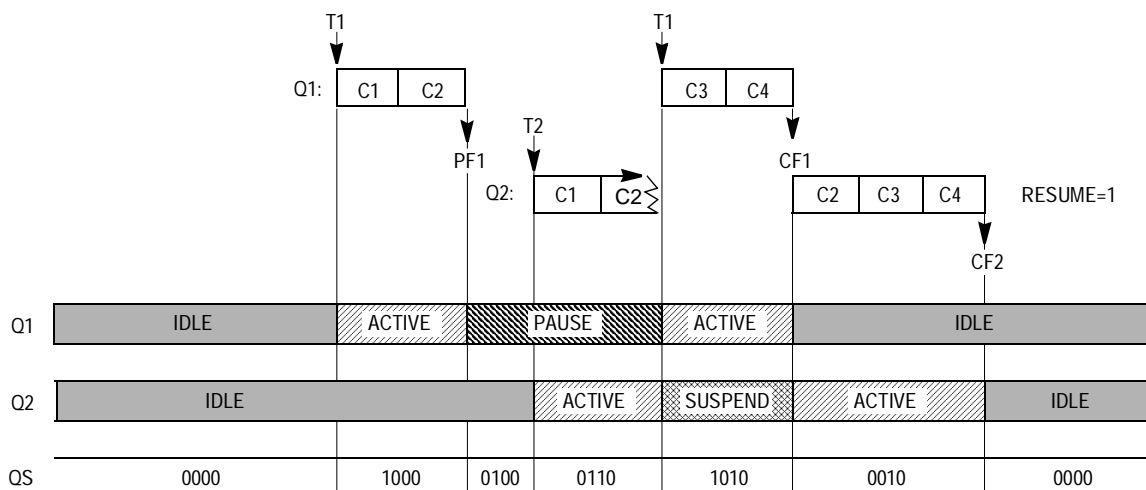 T1 T1
Q1: C1 C2 C3 C4
T2
PF1 CF1
Q2: C1 C2 C2 C3 C4 RESUME=1
CF2
Q1 IDLE ACTIVE PAUSE ACTIVE IDLE
Q2 IDLE ACTIVE SUSPEND ACTIVE IDLE
QS 0000 1000 0100 0110 1010 0010 0000